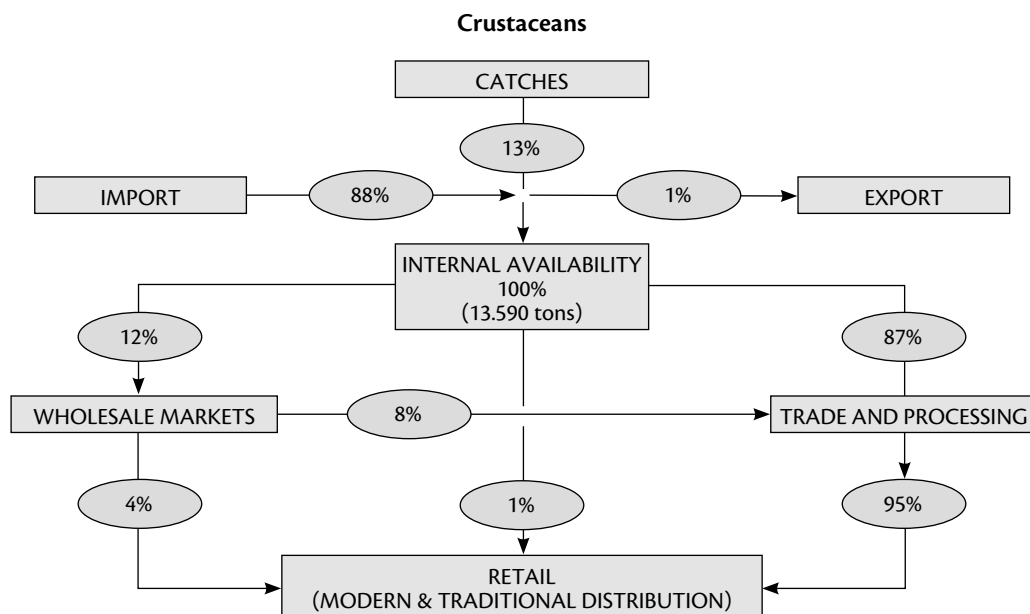 Crustaceans
CATCHES
13%
IMPORT
88%
1%
EXPORT
INTERNAL AVAILABILITY
100%
(13.590 tons)
12%
87%
WHOLESALE MARKETS
8%
TRADE AND PROCESSING
4%
1%
95%
RETAIL
(MODERN & TRADITIONAL DISTRIBUTION)